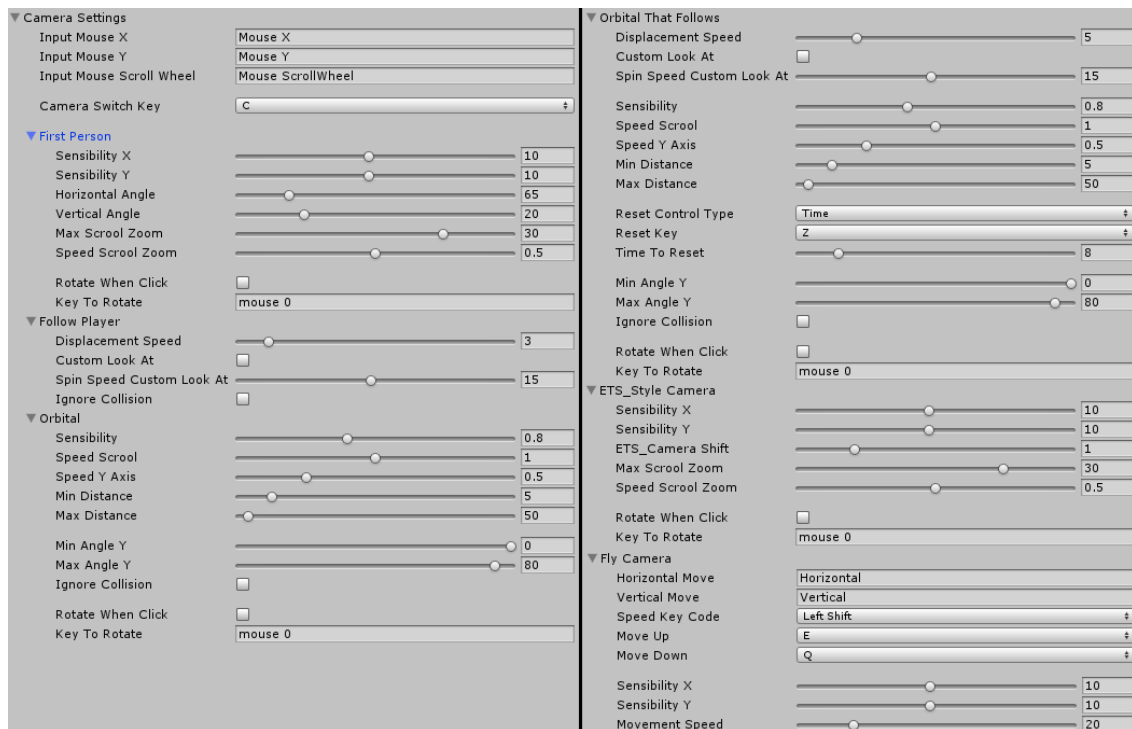 Camera Settings
Input Mouse X Mouse X
Input Mouse Y Mouse Y
Input Mouse Scroll Wheel Mouse ScrollWheel
Camera Switch Key C
First Person
Sensibility X 10
Sensibility Y 10
Horizontal Angle 65
Vertical Angle 20
Max Scrool Zoom 30
Speed Scrool Zoom 0.5
Rotate When Click
Key To Rotate mouse 0
Follow Player
Displacement Speed 3
Custom Look At
Spin Speed Custom Look At 15
Ignore Collision
Orbital
Sensibility 0.8
Speed Scrool 1
Speed Y Axis 0.5
Min Distance 5
Max Distance 50
Min Angle Y 0
Max Angle Y 80
Ignore Collision
Rotate When Click
Key To Rotate mouse 0
Orbital That Follows
Displacement Speed 5
Custom Look At
Spin Speed Custom Look At 15
Sensibility 0.8
Speed Scrool 1
Speed Y Axis 0.5
Min Distance 5
Max Distance 50
Reset Control Type Time
Reset Key Z
Time To Reset 8
Min Angle Y 0
Max Angle Y 80
Ignore Collision
Rotate When Click
Key To Rotate mouse 0
ETS_Style Camera
Sensibility X 10
Sensibility Y 10
ETS_Camera Shift 1
Max Scrool Zoom 30
Speed Scrool Zoom 0.5
Rotate When Click
Key To Rotate mouse 0
Fly Camera
Horizontal Move Horizontal
Vertical Move Vertical
Speed Key Code Left Shift
Move Up E
Move Down Q
Sensibility X 10
Sensibility Y 10
Movement Speed 20